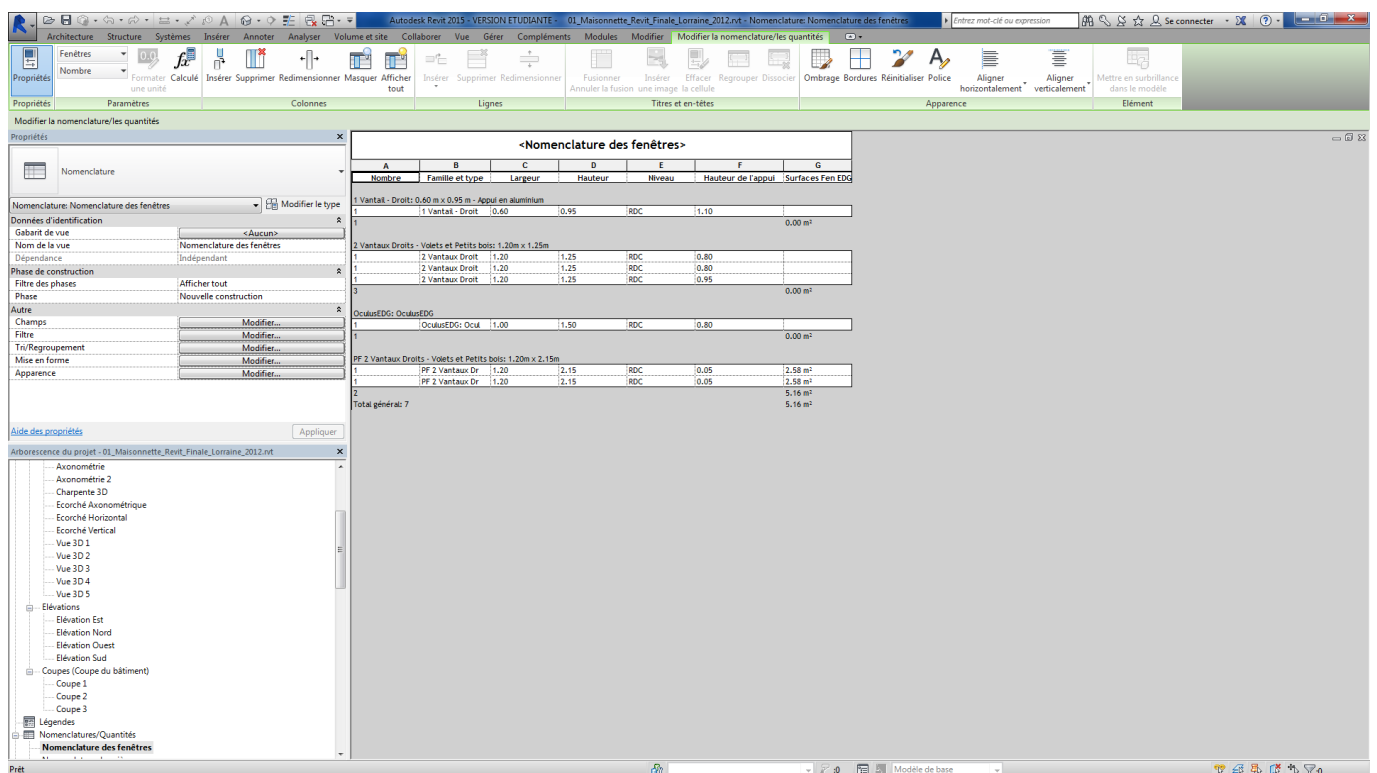 Autodesk Revit 2015 - VERSION ETUDIANTE - 01_Maisonnette_Revit_Finale_Lorraine_2012.rvt - Nomenclature: Nomenclature des fenêtres
Entrez mot-clé ou expression
Se connecter
Architecture Structure Systèmes Insérer Annoter Analyser Volume et site Collaborer Vue Gérer Compléments Modules Modifier Modifier la nomenclature/les quantités
Fenêtres
Nombre
Propriétés Formater une unité Calculé Insérer Supprimer Redimensionner Masquer Afficher tout Insérer Supprimer Redimensionner Fusionner Annuler la fusion Insérer une image Effacer la cellule Regrouper Dissocier Ombrage Bordures Réinitialiser Police Aligner horizontalement Aligner verticalement Mettre en surbrillance dans le modèle
Propriétés Paramètres Colonnes Lignes Titres et en-têtes Apparence Elément
Modifier la nomenclature/les quantités
Propriétés
Nomenclature
Nomenclature: Nomenclature des fenêtres Modifier le type
Données d'identification
Gabarit de vue <Aucun>
Nom de la vue Nomenclature des fenêtres
Dépendance Indépendant
Phase de construction
Filtre des phases Afficher tout
Phase Nouvelle construction
Autre
Champs Modifier...
Filtre Modifier...
Tri/Regroupement Modifier...
Mise en forme Modifier...
Apparence Modifier...
Aide des propriétés Appliquer
Arborescence du projet - 01_Maisonnette_Revit_Finale_Lorraine_2012.rvt
Axonométrie
Axonométrie 2
Charpente 3D
Ecorché Axonométrique
Ecorché Horizontal
Ecorché Vertical
Vue 3D 1
Vue 3D 2
Vue 3D 3
Vue 3D 4
Vue 3D 5
Elévations
Elévation Est
Elévation Nord
Elévation Ouest
Elévation Sud
Coupes (Coupe du bâtiment)
Coupe 1
Coupe 2
Coupe 3
Légendes
Nomenclatures/Quantités
Nomenclature des fenêtres
<Nomenclature des fenêtres>
A B C D E F G
Nombre Famille et type Largeur Hauteur Niveau Hauteur de l'appui Surfaces Fen EDG
1 Vantail - Droit: 0.60 m x 0.95 m - Appui en aluminium
1 1 Vantail - Droit 0.60 0.95 RDC 1.10
1 0.00 m²
2 Vantaux Droits - Volets et Petits bois: 1.20m x 1.25m
1 2 Vantaux Droit 1.20 1.25 RDC 0.80
1 2 Vantaux Droit 1.20 1.25 RDC 0.80
1 2 Vantaux Droit 1.20 1.25 RDC 0.95
3 0.00 m²
OculusEDG: OculusEDG
1 OculusEDG: Ocul 1.00 1.50 RDC 0.80
1 0.00 m²
PF 2 Vantaux Droits - Volets et Petits bois: 1.20m x 2.15m
1 PF 2 Vantaux Dr 1.20 2.15 RDC 0.05 2.58 m²
1 PF 2 Vantaux Dr 1.20 2.15 RDC 0.05 2.58 m²
2 5.16 m²
Total général: 7 5.16 m²
Prêt :0 Modèle de base :0